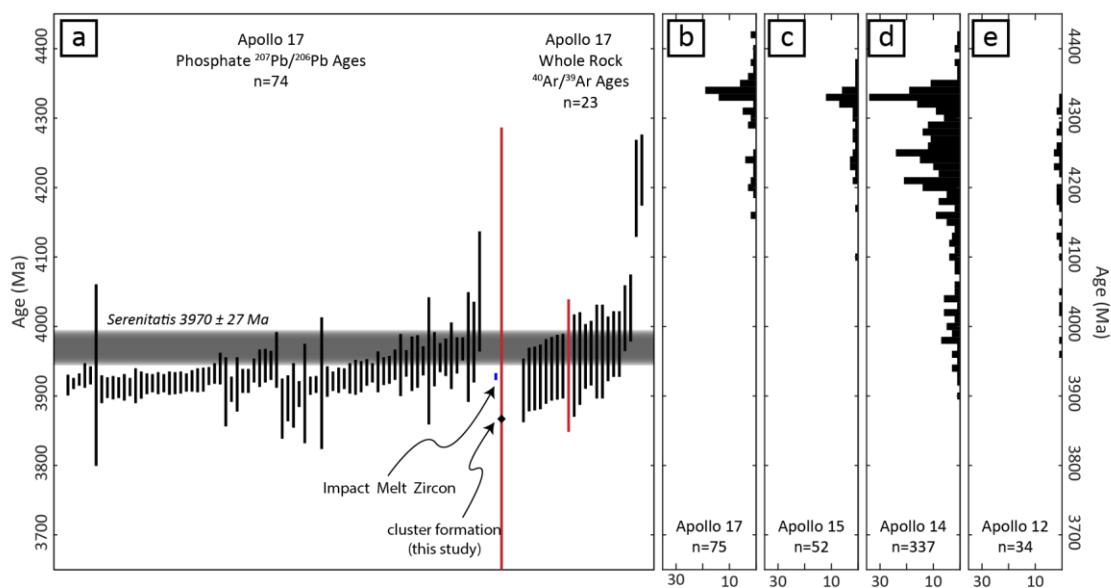 a
b
c
d
e
Apollo 17
Phosphate ²⁰⁷Pb/²⁰⁶Pb Ages
n=74
Apollo 17
Whole Rock
⁴⁰Ar/³⁹Ar Ages
n=23
Age (Ma)
4400
4300
4200
4100
4000
3900
3800
3700
Serenitatis 3970 ± 27 Ma
Impact Melt Zircon
cluster formation
(this study)
Apollo 17
n=75
Apollo 15
n=52
Apollo 14
n=337
Apollo 12
n=34
4400
4300
4200
4100
4000
3900
3800
3700
Age (Ma)
30 10
30 10
30 10
30 10